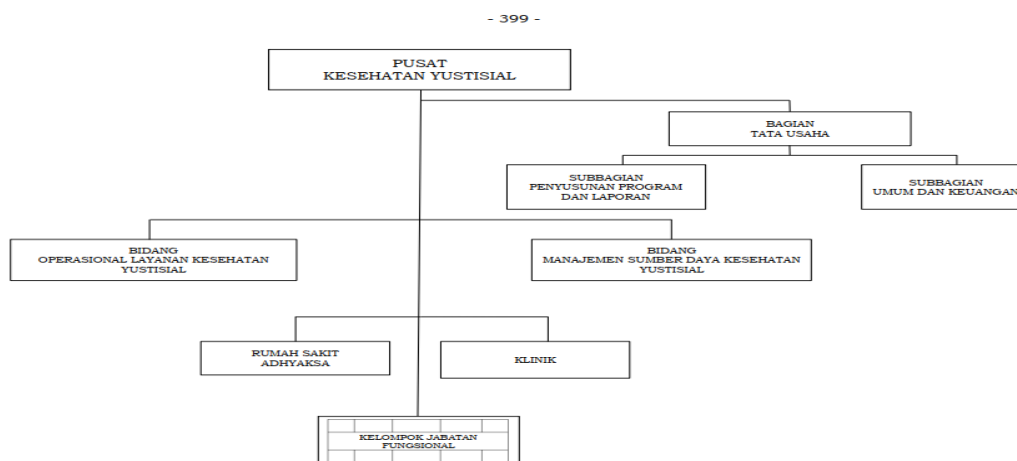 - 399 -
PUSAT
KESEHATAN YUSTISIAL
BAGIAN
TATA USAHA
SUBBAGIAN
PENYUSUNAN PROGRAM
DAN LAPORAN
SUBBAGIAN
UMUM DAN KEUANGAN
BIDANG
OPERASIONAL LAYANAN KESEHATAN
YUSTISIAL
BIDANG
MANAJEMEN SUMBER DAYA KESEHATAN
YUSTISIAL
RUMAH SAKIT
ADHYAKSA
KLINIK
KELOMPOK JABATAN
FUNGSIONAL